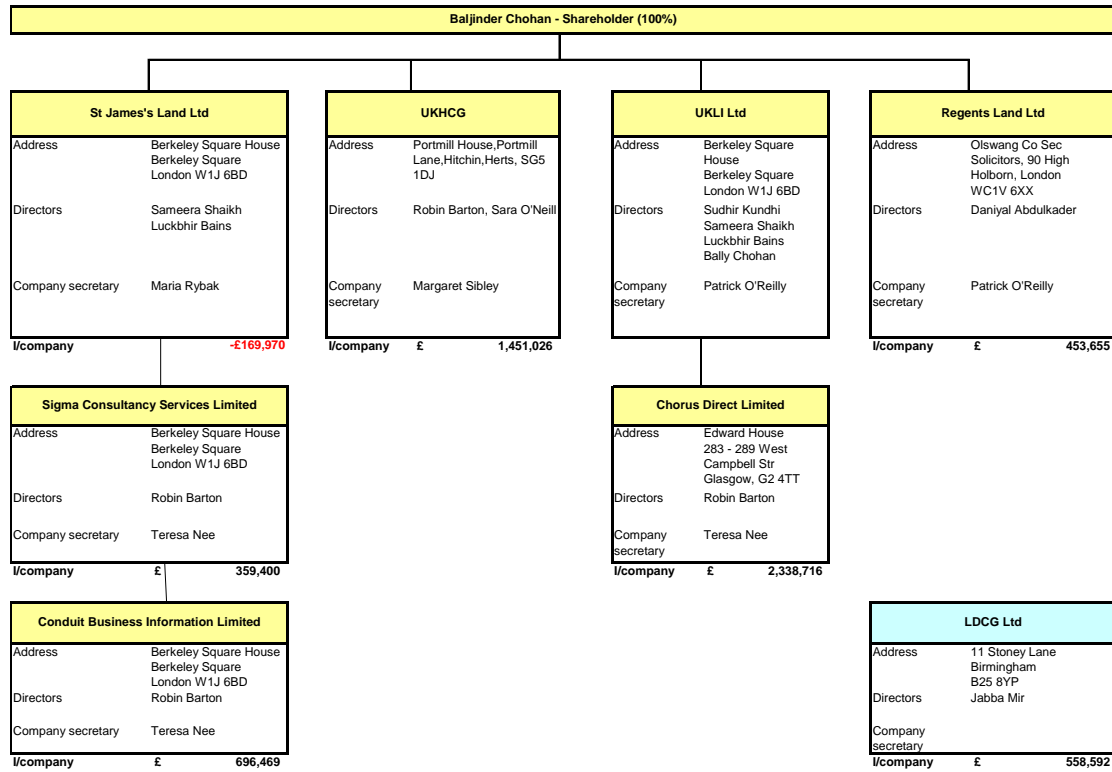 Baljinder Chohan - Shareholder (100%)
St James's Land Ltd
Address Berkeley Square House
Berkeley Square
London W1J 6BD
Directors Sameera Shaikh
Luckbhir Bains
Company secretary Maria Rybak
I/company -£169,970
UKHCG
Address Portmill House,Portmill
Lane,Hitchin,Herts, SG5
1DJ
Directors Robin Barton, Sara O'Neill
Company Margaret Sibley
secretary
I/company £ 1,451,026
UKLI Ltd
Address Berkeley Square
House
Berkeley Square
London W1J 6BD
Directors Sudhir Kundhi
Sameera Shaikh
Luckbhir Bains
Bally Chohan
Company Patrick O'Reilly
secretary
Regents Land Ltd
Address Olswang Co Sec
Solicitors, 90 High
Holborn, London
WC1V 6XX
Directors Daniyal Abdulkader
Company Patrick O'Reilly
secretary
I/company £ 453,655
Sigma Consultancy Services Limited
Address Berkeley Square House
Berkeley Square
London W1J 6BD
Directors Robin Barton
Company secretary Teresa Nee
I/company £ 359,400
Chorus Direct Limited
Address Edward House
283 - 289 West
Campbell Str
Glasgow, G2 4TT
Directors Robin Barton
Company Teresa Nee
secretary
I/company £ 2,338,716
Conduit Business Information Limited
Address Berkeley Square House
Berkeley Square
London W1J 6BD
Directors Robin Barton
Company secretary Teresa Nee
I/company £ 696,469
LDCG Ltd
Address 11 Stoney Lane
Birmingham
B25 8YP
Directors Jabba Mir
Company
secretary
I/company £ 558,592